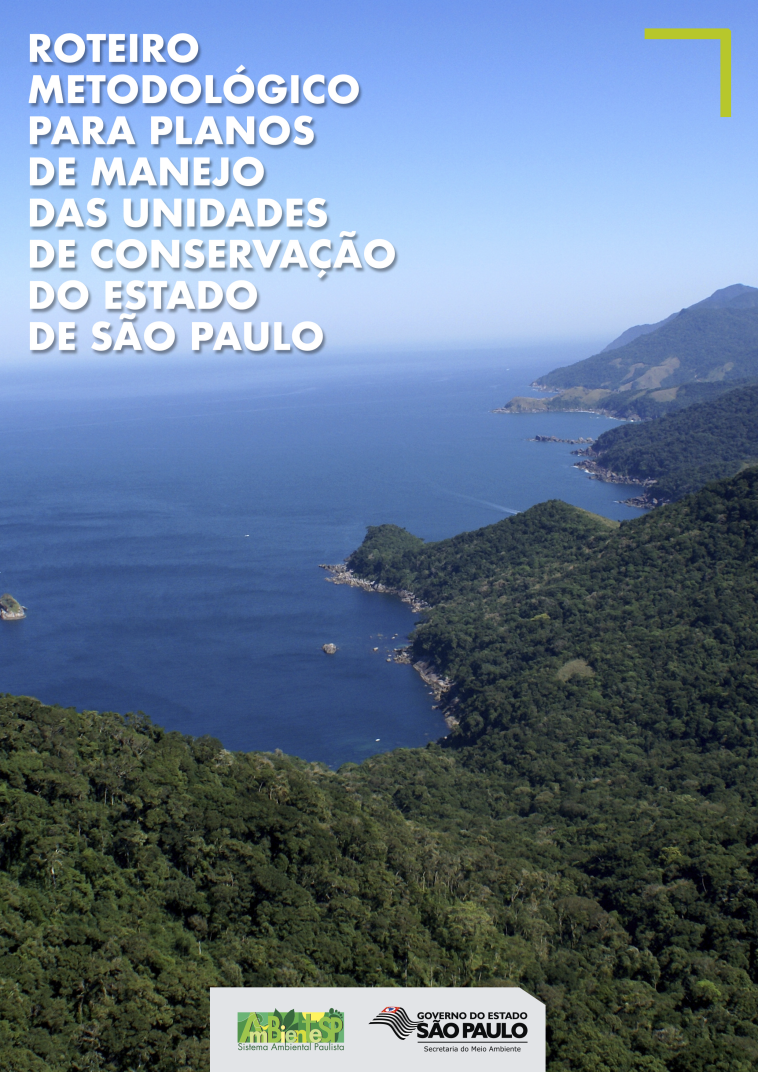 ROTEIRO
METODOLÓGICO
PARA PLANOS
DE MANEJO
DAS UNIDADES
DE CONSERVAÇÃO
DO ESTADO
DE SÃO PAULO
AmBienteSP
Sistema Ambiental Paulista
GOVERNO DO ESTADO
SÃO PAULO
Secretaria do Meio Ambiente